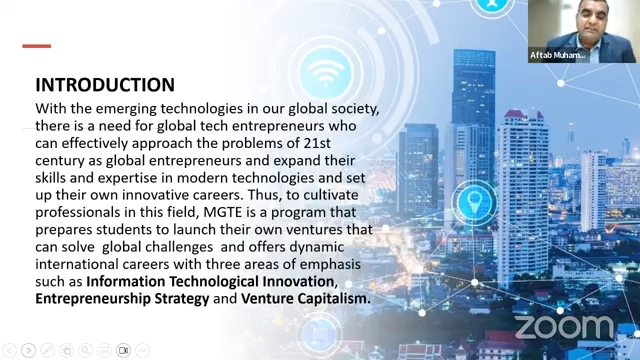 Aftab Muham...
INTRODUCTION
With the emerging technologies in our global society,
there is a need for global tech entrepreneurs who
can effectively approach the problems of 21st
century as global entrepreneurs and expand their
skills and expertise in modern technologies and set
up their own innovative careers. Thus, to cultivate
professionals in this field, MGTE is a program that
prepares students to launch their own ventures that
can solve  global challenges  and offers dynamic
international careers with three areas of emphasis
such as Information Technological Innovation,
Entrepreneurship Strategy and Venture Capitalism.
zoom